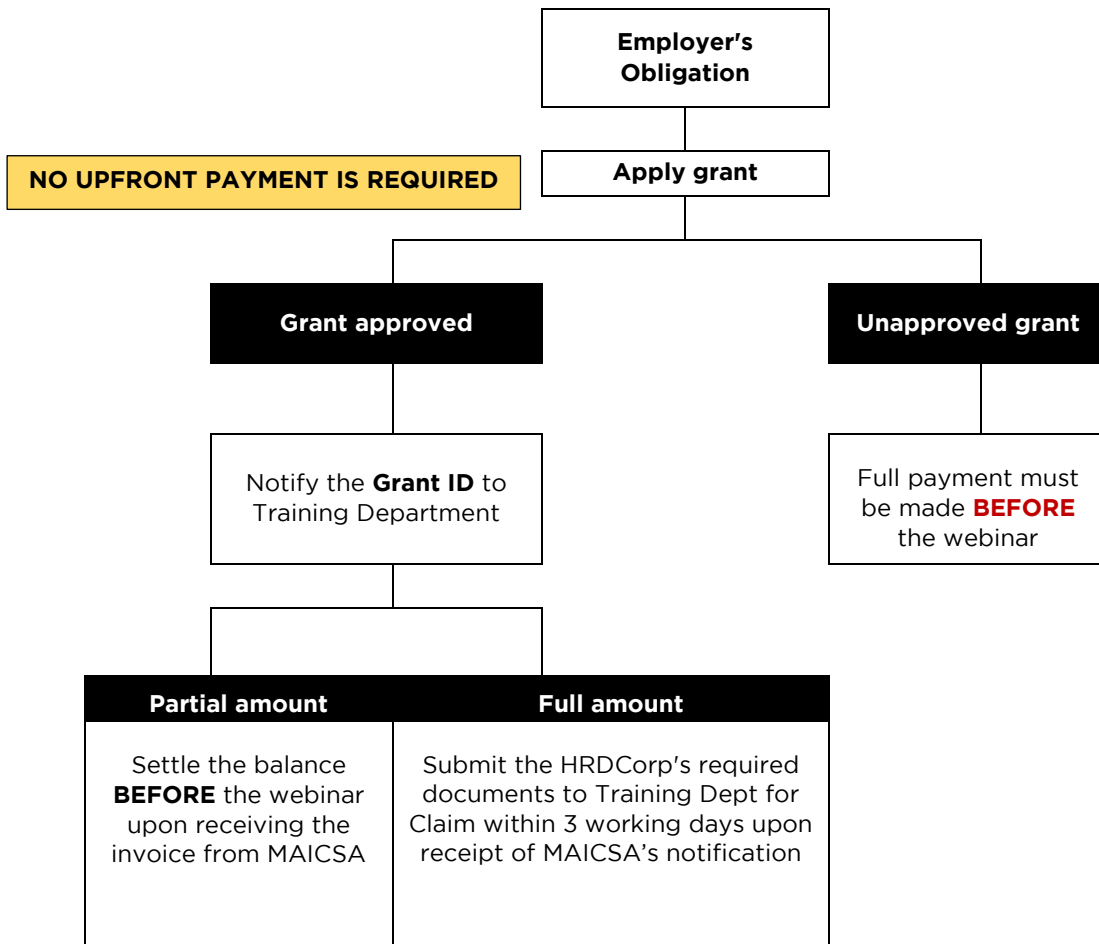 Employer's
Obligation
NO UPFRONT PAYMENT IS REQUIRED
Apply grant
Grant approved
Unapproved grant
Notify the Grant ID to
Training Department
Full payment must
be made BEFORE
the webinar
Partial amount
Full amount
Settle the balance
BEFORE the webinar
upon receiving the
invoice from MAICSA
Submit the HRDCorp's required
documents to Training Dept for
Claim within 3 working days upon
receipt of MAICSA’s notification